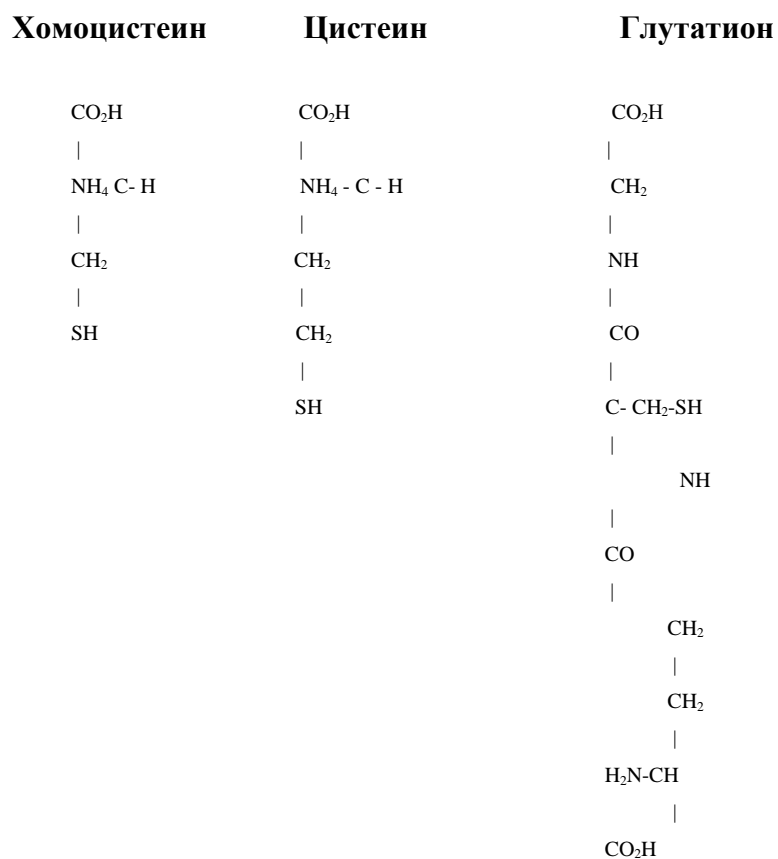 Хомоцистеин Цистеин Глутатион
CO₂H CO₂H CO₂H
| | |
NH₄ C- H NH₄ - C - H CH₂
| | |
CH₂ CH₂ NH
| | |
SH CH₂ CO
| |
SH C- CH₂-SH
|
NH
|
CO
|
CH₂
|
CH₂
|
H₂N-CH
|
CO₂H